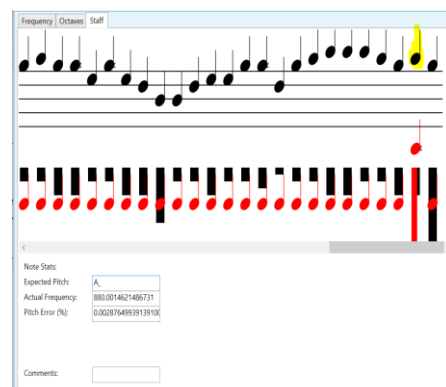 Frequency Octaves Staff
Note Stats:
Expected Pitch: A_
Actual Frequency: 880.0014621486731
Pitch Error (%): 0.00287649939139100
Comments: